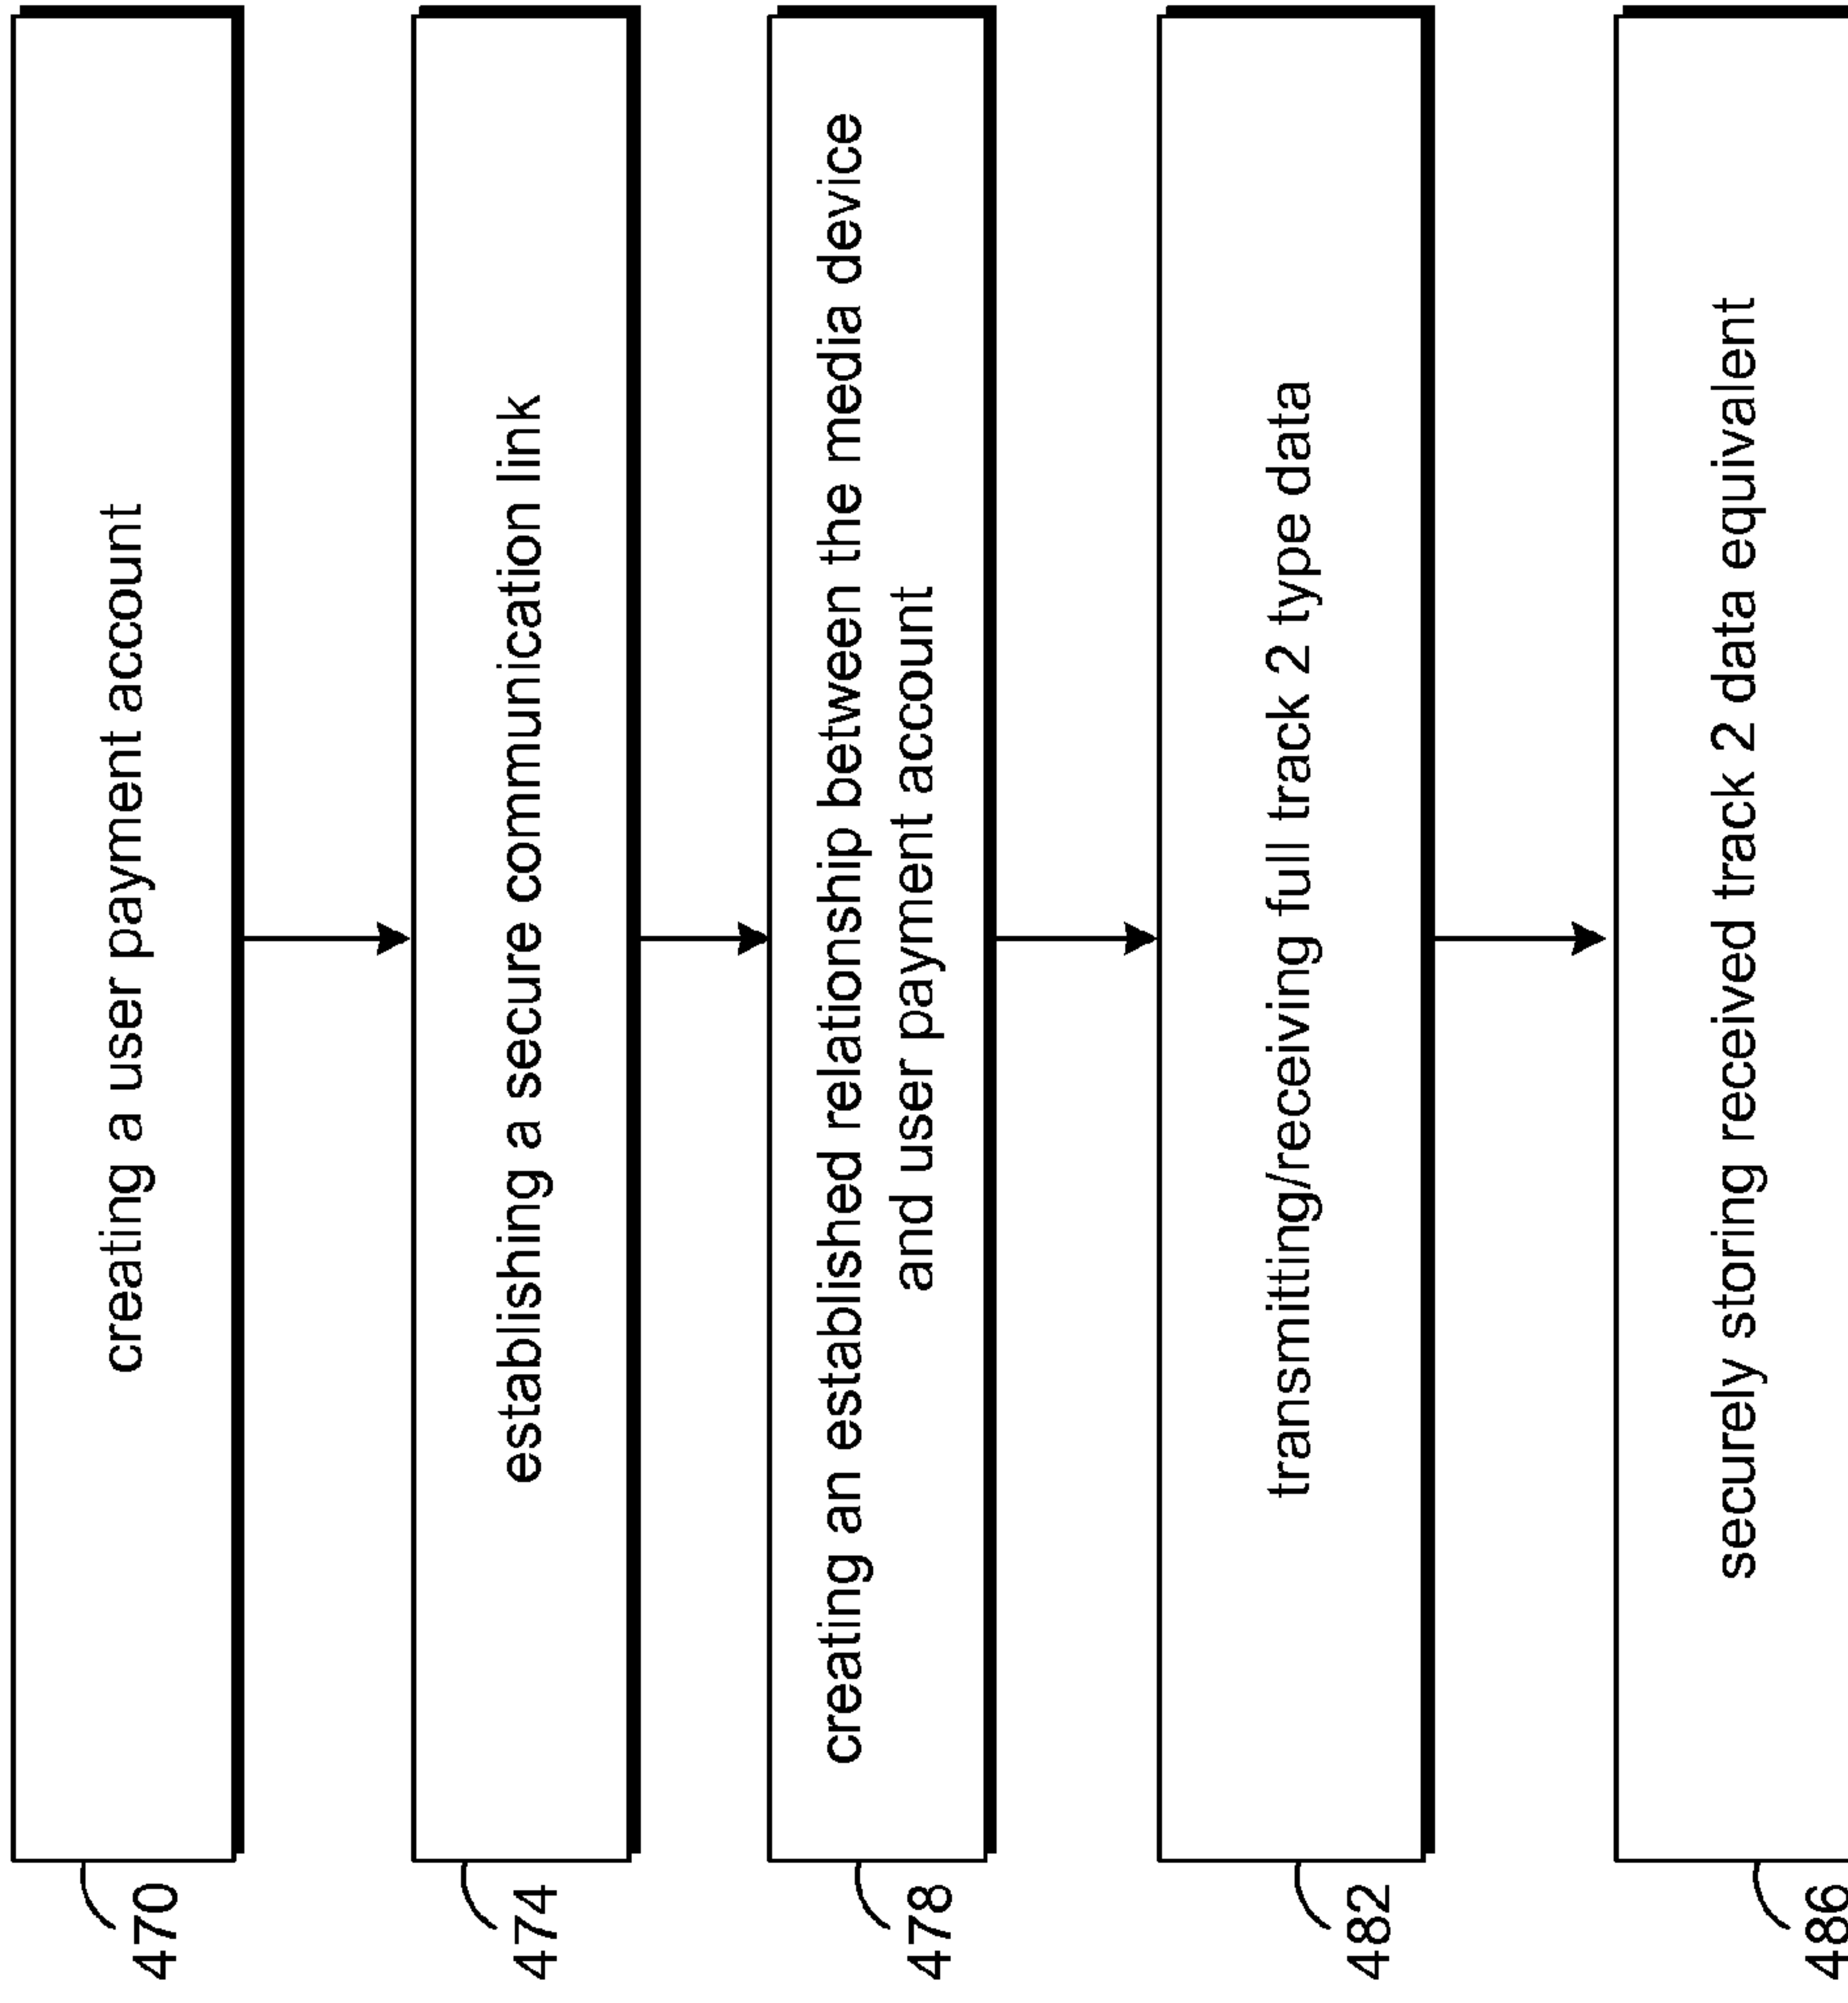 creating a user payment account
470
establishing a secure communication link
474
creating an established relationship between the media device
and user payment account
478
transmitting/receiving full track 2 type data
482
securely storing received track 2 data equivalent
486